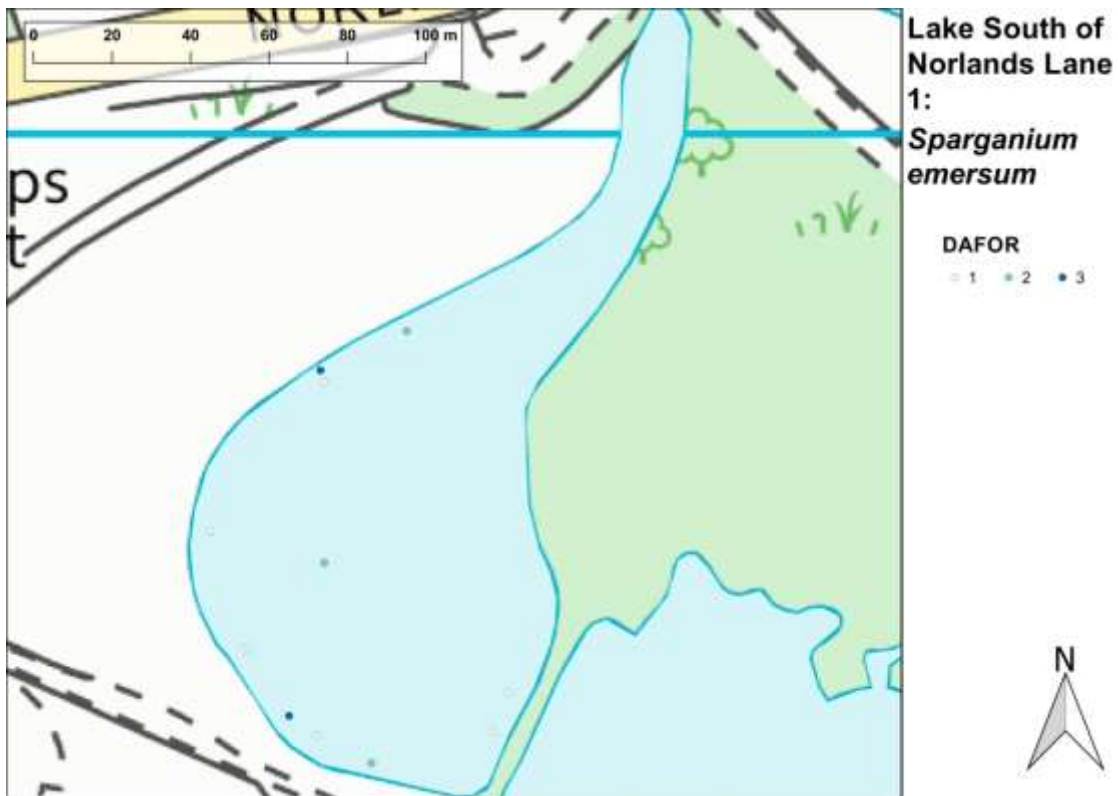 Lake South of
Norlands Lane
1:
Sparganium
emersum
DAFOR
1 2 3
0 20 40 60 80 100 m
ps
t
N